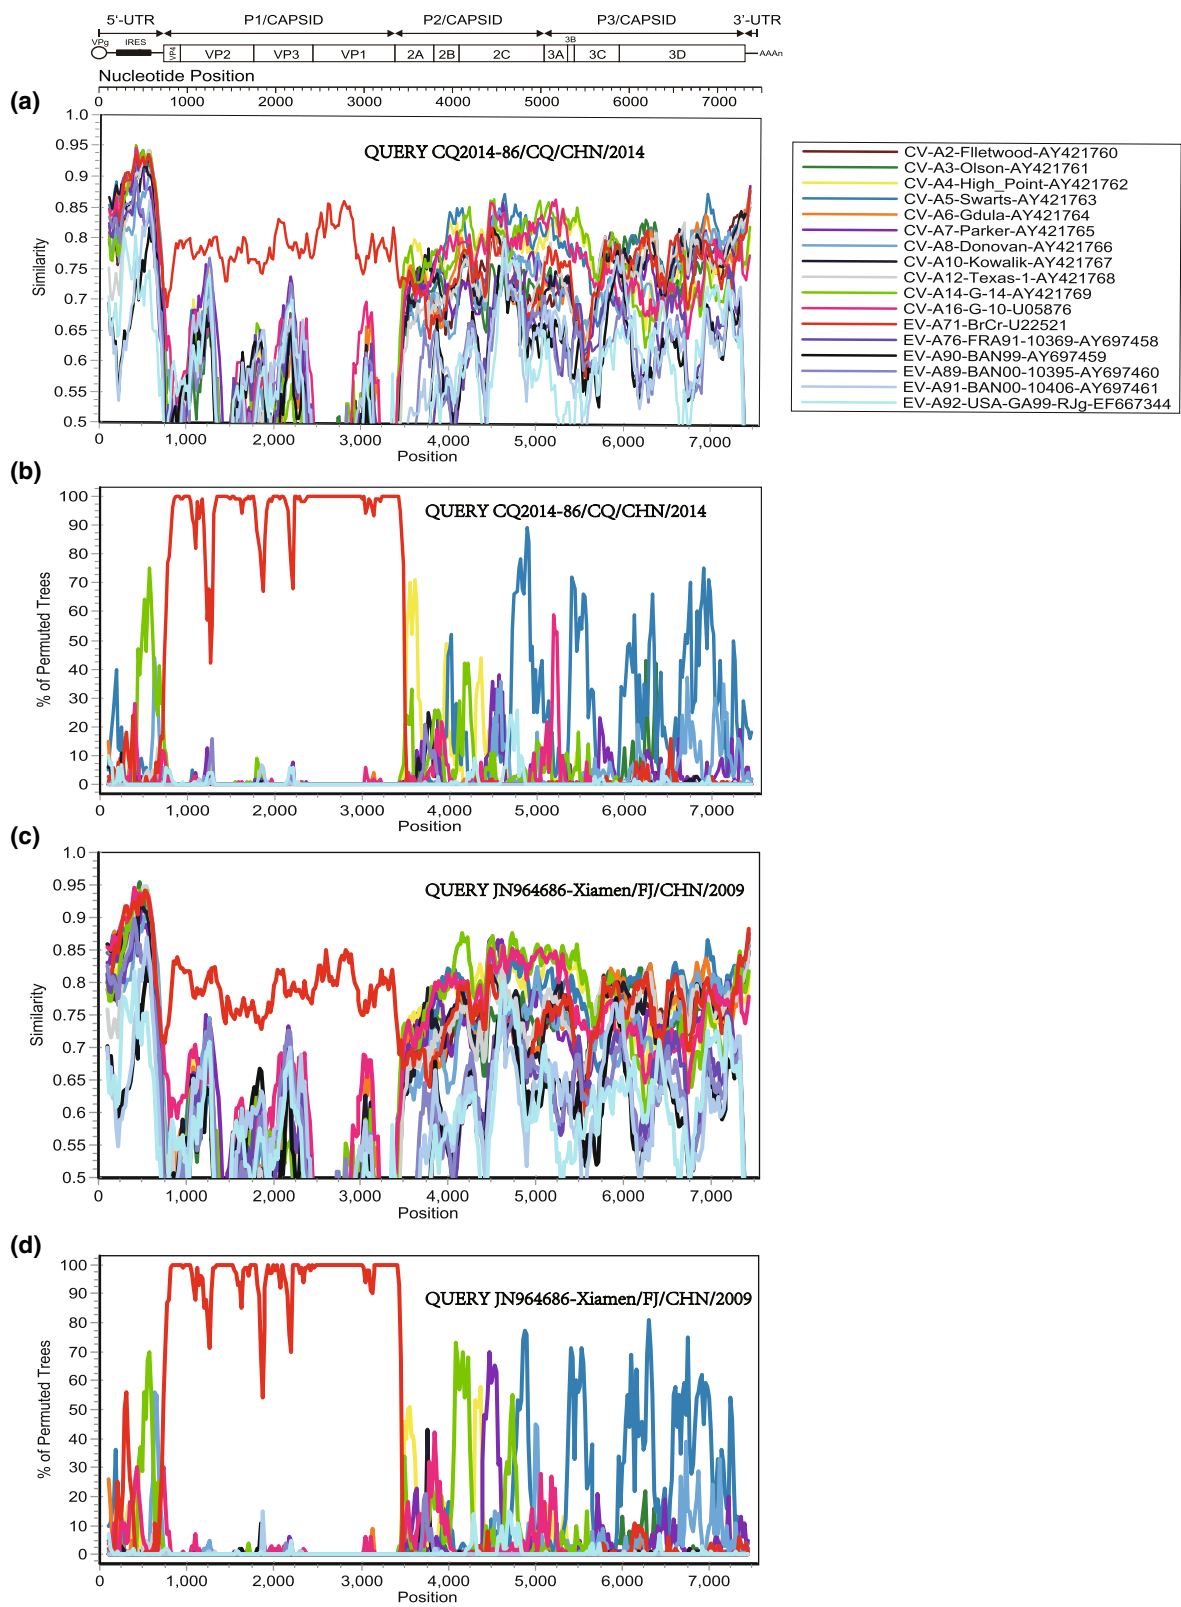 5'-UTR P1/CAPSID P2/CAPSID P3/CAPSID 3'-UTR
VPg IRES VP4 VP2 VP3 VP1 2A 2B 2C 3A 3B 3C 3D AAAn
Nucleotide Position
0 1000 2000 3000 4000 5000 6000 7000
(a)
QUERY CQ2014-86/CQ/CHN/2014
Similarity
1.0
0.95
0.9
0.85
0.8
0.75
0.7
0.65
0.6
0.55
0.5
0 1,000 2,000 3,000 4,000 5,000 6,000 7,000
Position
CV-A2-Flletwood-AY421760
CV-A3-Olson-AY421761
CV-A4-High_Point-AY421762
CV-A5-Swarts-AY421763
CV-A6-Gdula-AY421764
CV-A7-Parker-AY421765
CV-A8-Donovan-AY421766
CV-A10-Kowalik-AY421767
CV-A12-Texas-1-AY421768
CV-A14-G-14-AY421769
CV-A16-G-10-U05876
EV-A71-BrCr-U22521
EV-A76-FRA91-10369-AY697458
EV-A90-BAN99-AY697459
EV-A89-BAN00-10395-AY697460
EV-A91-BAN00-10406-AY697461
EV-A92-USA-GA99-RJg-EF667344
(b)
QUERY CQ2014-86/CQ/CHN/2014
% of Permuted Trees
100
90
80
70
60
50
40
30
20
10
0
0 1,000 2,000 3,000 4,000 5,000 6,000 7,000
Position
(c)
QUERY JN964686-Xiamen/FJ/CHN/2009
Similarity
1.0
0.95
0.9
0.85
0.8
0.75
0.7
0.65
0.6
0.55
0.5
0 1,000 2,000 3,000 4,000 5,000 6,000 7,000
Position
(d)
QUERY JN964686-Xiamen/FJ/CHN/2009
% of Permuted Trees
100
90
80
70
60
50
40
30
20
10
0
0 1,000 2,000 3,000 4,000 5,000 6,000 7,000
Position